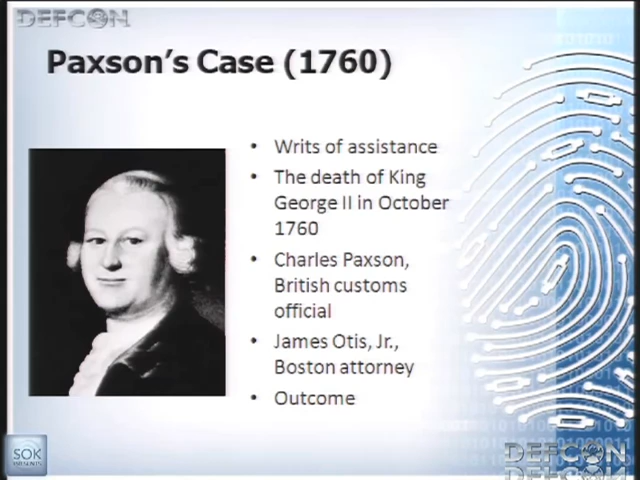 DEFCON
Paxson's Case (1760)
• Writs of assistance
• The death of King
George II in October
1760
• Charles Paxson,
British customs
official
• James Otis, Jr.,
Boston attorney
• Outcome
SOK
DEFCON